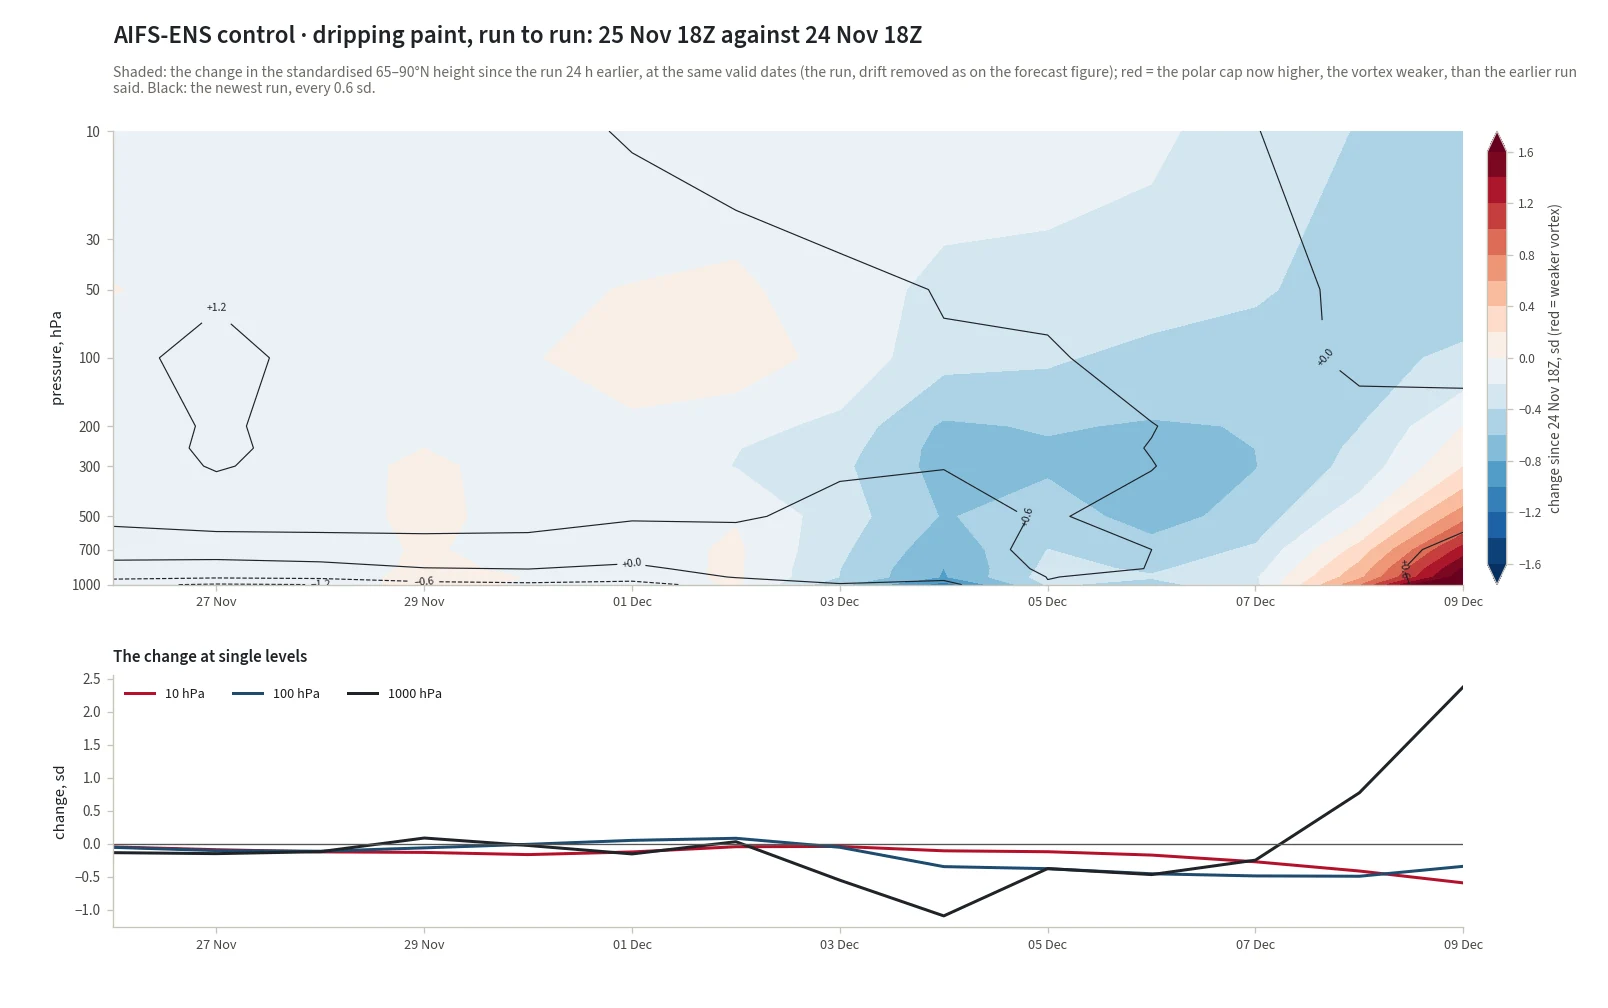 AIFS-ENS control · dripping paint, run to run: 25 Nov 18Z against 24 Nov 18Z
Shaded: the change in the standardised 65–90°N height since the run 24 h earlier, at the same valid dates (the run, drift removed as on the forecast figure); red = the polar cap now higher, the vortex weaker, than the earlier run
said. Black: the newest run, every 0.6 sd.
pressure, hPa
10
30
50
100
200
300
500
700
1000
+1.2
+0.0
+0.6
+0.0
−0.6
27 Nov
29 Nov
01 Dec
03 Dec
05 Dec
07 Dec
09 Dec
1.6
1.2
0.8
0.4
0.0
−0.4
−0.8
−1.2
−1.6
change since 24 Nov 18Z, sd (red = weaker vortex)
The change at single levels
10 hPa
100 hPa
1000 hPa
change, sd
2.5
2.0
1.5
1.0
0.5
0.0
−0.5
−1.0
27 Nov
29 Nov
01 Dec
03 Dec
05 Dec
07 Dec
09 Dec